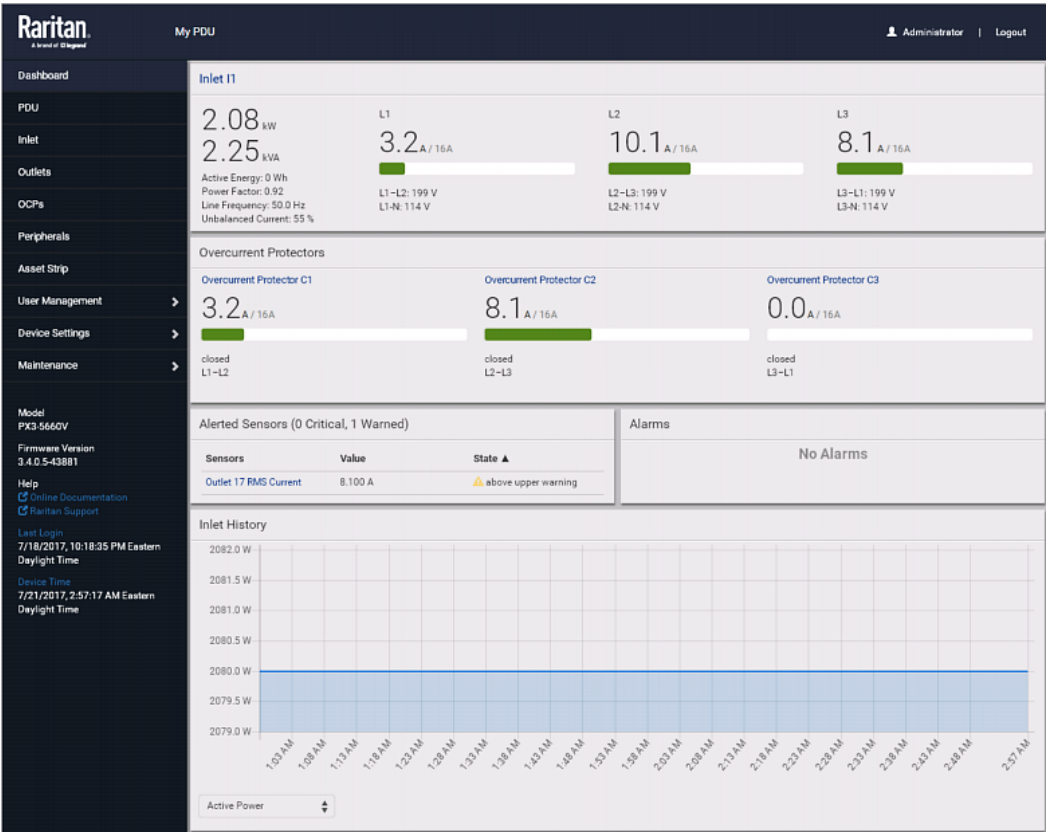 Raritan.
A brand of legrand
My PDU
Administrator | Logout
Dashboard
PDU
Inlet
Outlets
OCPs
Peripherals
Asset Strip
User Management
Device Settings
Maintenance
Model
PX3-5660V
Firmware Version
3.4.0.5-43881
Help
Online Documentation
Raritan Support
Last Login
7/18/2017, 10:18:35 PM Eastern
Daylight Time
Device Time
7/21/2017, 2:57:17 AM Eastern
Daylight Time
Inlet I1
2.08 kW
2.25 kVA
Active Energy: 0 Wh
Power Factor: 0.92
Line Frequency: 50.0 Hz
Unbalanced Current: 55 %
L1
3.2 A / 16A
L1-L2: 199 V
L1-N: 114 V
L2
10.1 A / 16A
L2-L3: 199 V
L2-N: 114 V
L3
8.1 A / 16A
L3-L1: 199 V
L3-N: 114 V
Overcurrent Protectors
Overcurrent Protector C1
3.2 A / 16A
closed
L1-L2
Overcurrent Protector C2
8.1 A / 16A
closed
L2-L3
Overcurrent Protector C3
0.0 A / 16A
closed
L3-L1
Alerted Sensors (0 Critical, 1 Warned)
Sensors Value State ▲
Outlet 17 RMS Current 8.100 A above upper warning
Alarms
No Alarms
Inlet History
2082.0 W
2081.5 W
2081.0 W
2080.5 W
2080.0 W
2079.5 W
2079.0 W
1:03 AM 1:08 AM 1:13 AM 1:18 AM 1:23 AM 1:28 AM 1:33 AM 1:38 AM 1:43 AM 1:48 AM 1:53 AM 1:58 AM 2:03 AM 2:08 AM 2:13 AM 2:18 AM 2:23 AM 2:28 AM 2:33 AM 2:38 AM 2:43 AM 2:48 AM 2:57 AM
Active Power